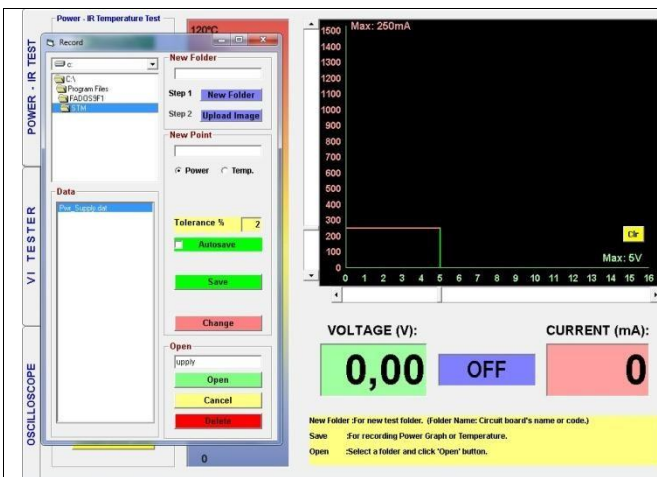 Power - IR Temperature Test
120ºC
Record
c:
C:\
Program Files
FADOS9F1
STM
Data
Pwr_Supply.dat
New Folder
Step 1 New Folder
Step 2 Upload Image
New Point
Power Temp.
Tolerance % 2
Autosave
Save
Change
Open
upply
Open
Cancel
Delete
0
POWER - IR TEST
VI TESTER
OSCILLOSCOPE
Max: 250mA
1500
1400
1300
1200
1100
1000
900
800
700
600
500
400
300
200
100
0
Clr
Max: 5V
0 1 2 3 4 5 6 7 8 9 10 11 12 13 14 15 16
VOLTAGE (V): CURRENT (mA):
0,00 OFF 0
New Folder :For new test folder. (Folder Name: Circuit board's name or code.)
Save :For recording Power Graph or Temperature.
Open :Select a folder and click 'Open' button.